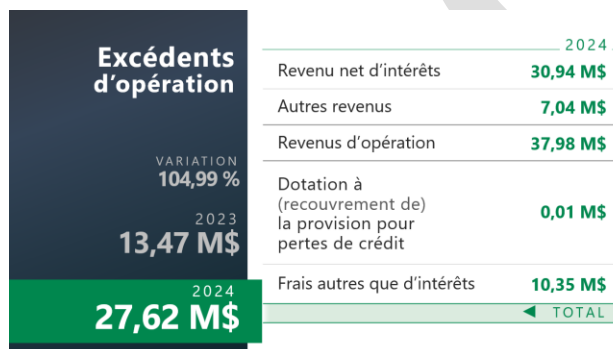 Excédents
d'opération
VARIATION
104,99 %
2023
13,47 M$
2024
27,62 M$
2024
Revenu net d'intérêts 30,94 M$
Autres revenus 7,04 M$
Revenus d'opération 37,98 M$
Dotation à
(recouvrement de)
la provision pour
pertes de crédit
0,01 M$
Frais autres que d'intérêts 10,35 M$
◄ TOTAL